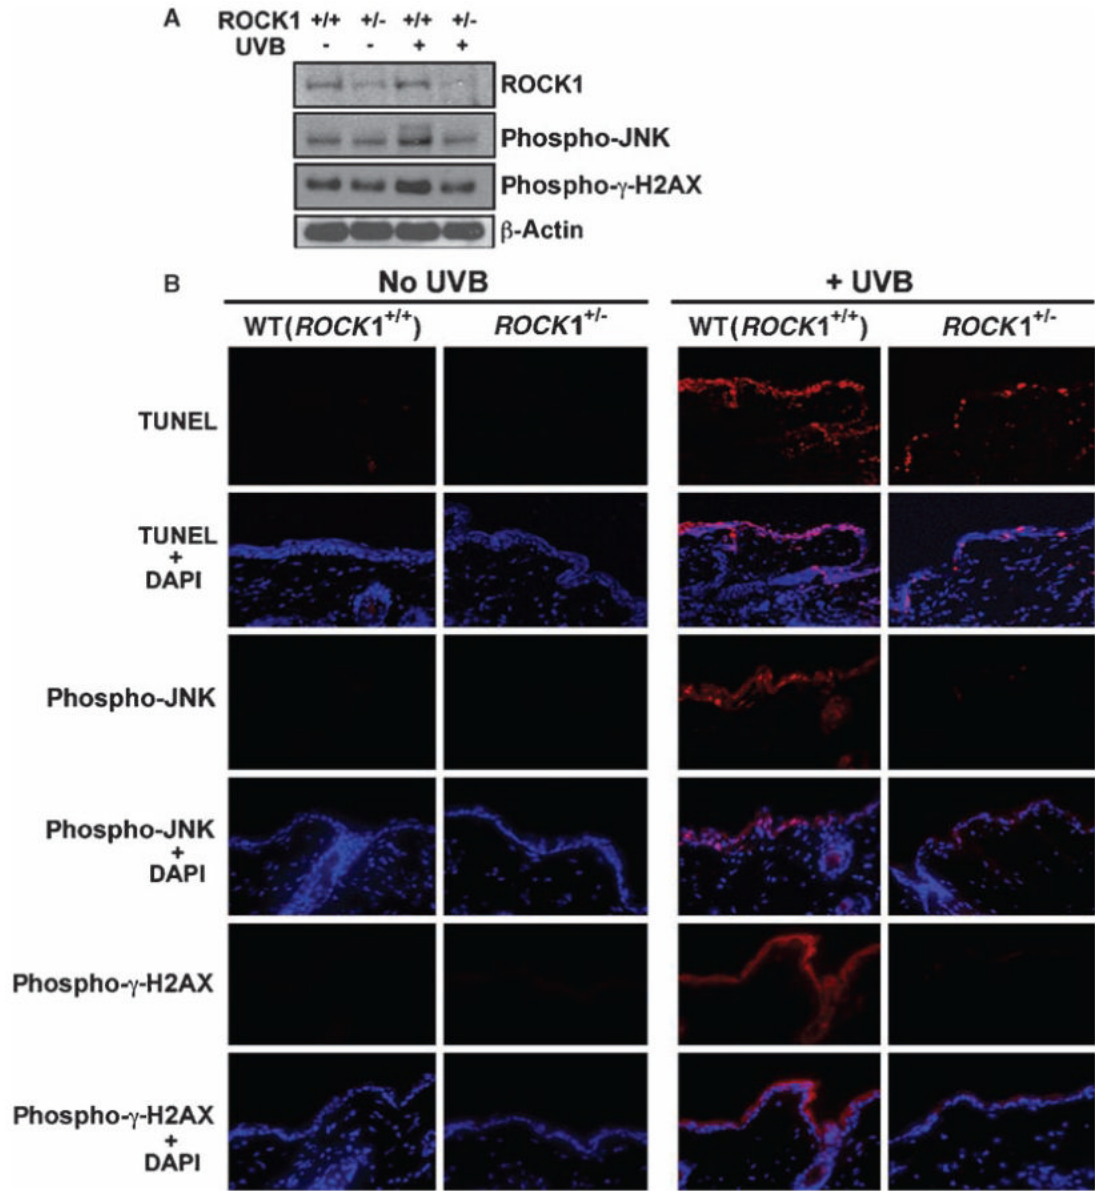 A
ROCK1 +/+ +/- +/+ +/-
UVB - - + +
ROCK1
Phospho-JNK
Phospho-γ-H2AX
β-Actin
B
No UVB + UVB
WT(ROCK1+/+) ROCK1+/- WT(ROCK1+/+) ROCK1+/-
TUNEL
TUNEL
+
DAPI
Phospho-JNK
Phospho-JNK
+
DAPI
Phospho-γ-H2AX
Phospho-γ-H2AX
+
DAPI